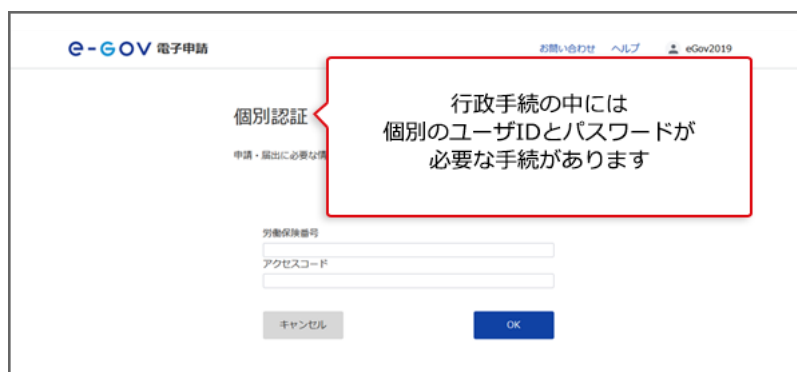 e-GOV 電子申請
お問い合わせ ヘルプ eGov2019
個別認証
行政手続の中には
個別のユーザIDとパスワードが
必要な手続があります
申請・届出に必要な情
労働保険番号
アクセスコード
キャンセル OK